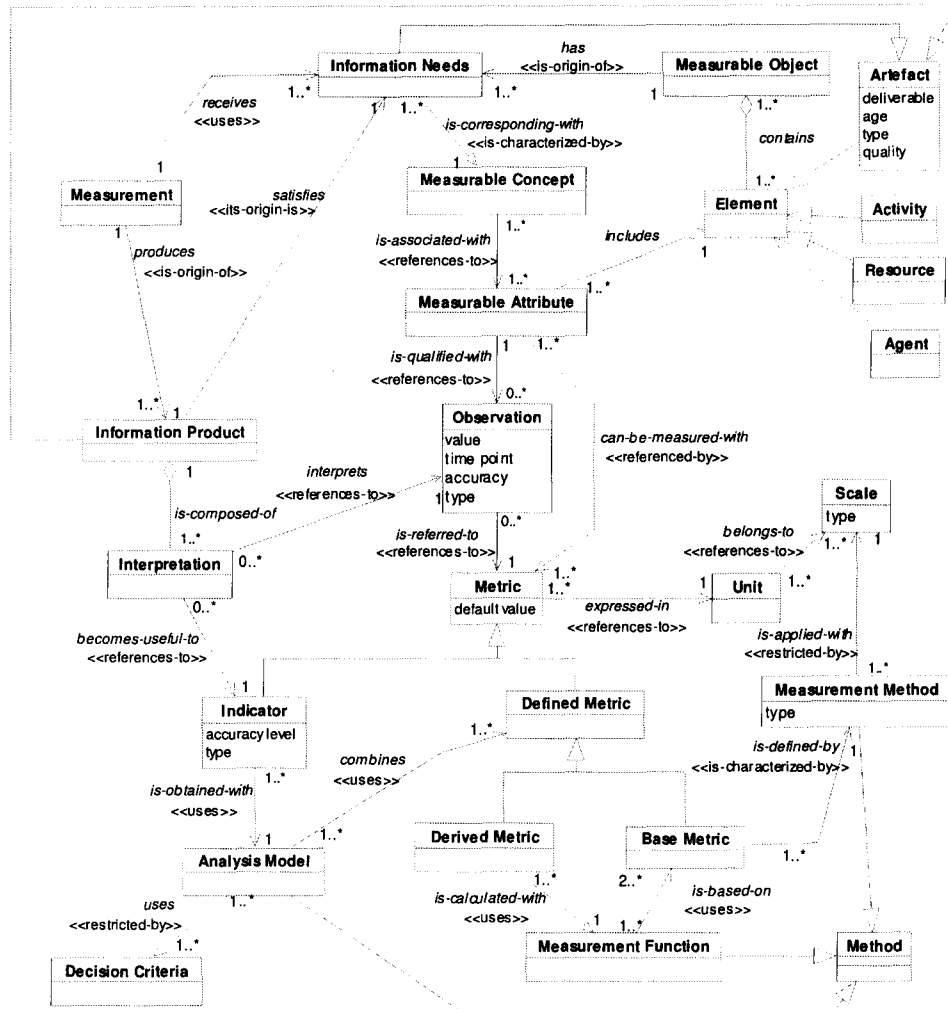 has
Information Needs
<<is-origin-of>>
Measurable Object
1..*
1
1..*
1..*
1
1..*
Artefact
deliverable
age
type
quality
receives
<<uses>>
is-corresponding-with
<<is-characterized-by>>
contains
1
1
1..*
Measurement
satisfies
<<its-origin-is>>
Measurable Concept
Element
Activity
1
1..*
produces
<<is-origin-of>>
is-associated-with
<<references-to>>
includes
1
Resource
1..*
1..*
Measurable Attribute
Agent
1
1..*
is-qualified-with
<<references-to>>
1..*
1
0..*
Information Product
Observation
value
time point
accuracy
type
can-be-measured-with
<<referenced-by>>
1
interprets
<<references-to>>
1
Scale
type
is-composed-of
0..*
is-referred-to
<<references-to>>
belongs-to
<<references-to>>
1..*
1
1..*
0..*
1
1..*
1..*
Interpretation
Metric
default value
1..*
1
Unit
0..*
expressed-in
<<references-to>>
becomes-useful-to
<<references-to>>
is-applied-with
<<restricted-by>>
1
1..*
Indicator
accuracy level
type
Defined Metric
Measurement Method
type
1..*
1..*
combines
<<uses>>
is-defined-by
<<is-characterized-by>>
1
is-obtained-with
<<uses>>
1
1..*
Derived Metric
Base Metric
1..*
Analysis Model
1..*
2..*
1..*
is-calculated-with
<<uses>>
is-based-on
<<uses>>
uses
<<restricted-by>>
1
1..*
1..*
Measurement Function
Method
Decision Criteria